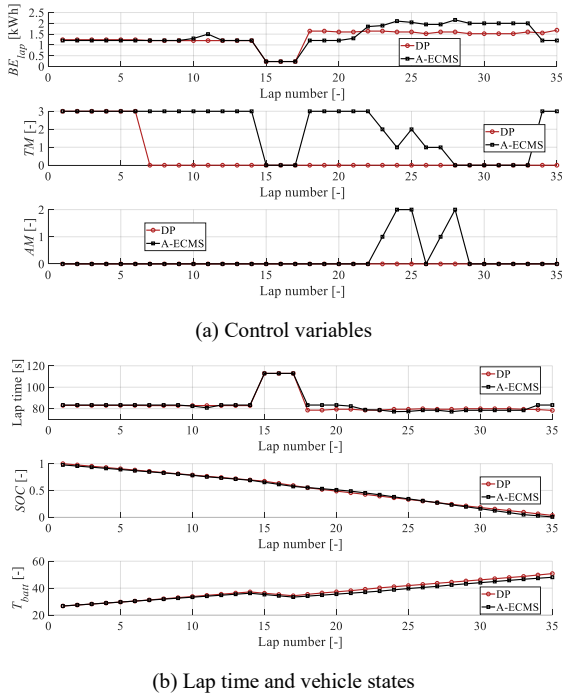 BE_lap [kWh]
2.5
2
1.5
1
0.5
0
0 5 10 15 20 25 30 35
DP
A-ECMS
Lap number [-]
TM [-]
3
2
1
0
0 5 10 15 20 25 30 35
DP
A-ECMS
Lap number [-]
AM [-]
2
1
0
0 5 10 15 20 25 30 35
DP
A-ECMS
Lap number [-]
(a) Control variables
Lap time [s]
120
100
80
0 5 10 15 20 25 30 35
DP
A-ECMS
Lap number [-]
SOC [-]
1
0.5
0
0 5 10 15 20 25 30 35
DP
A-ECMS
Lap number [-]
T_batt [-]
60
40
20
0 5 10 15 20 25 30 35
DP
A-ECMS
Lap number [-]
(b) Lap time and vehicle states